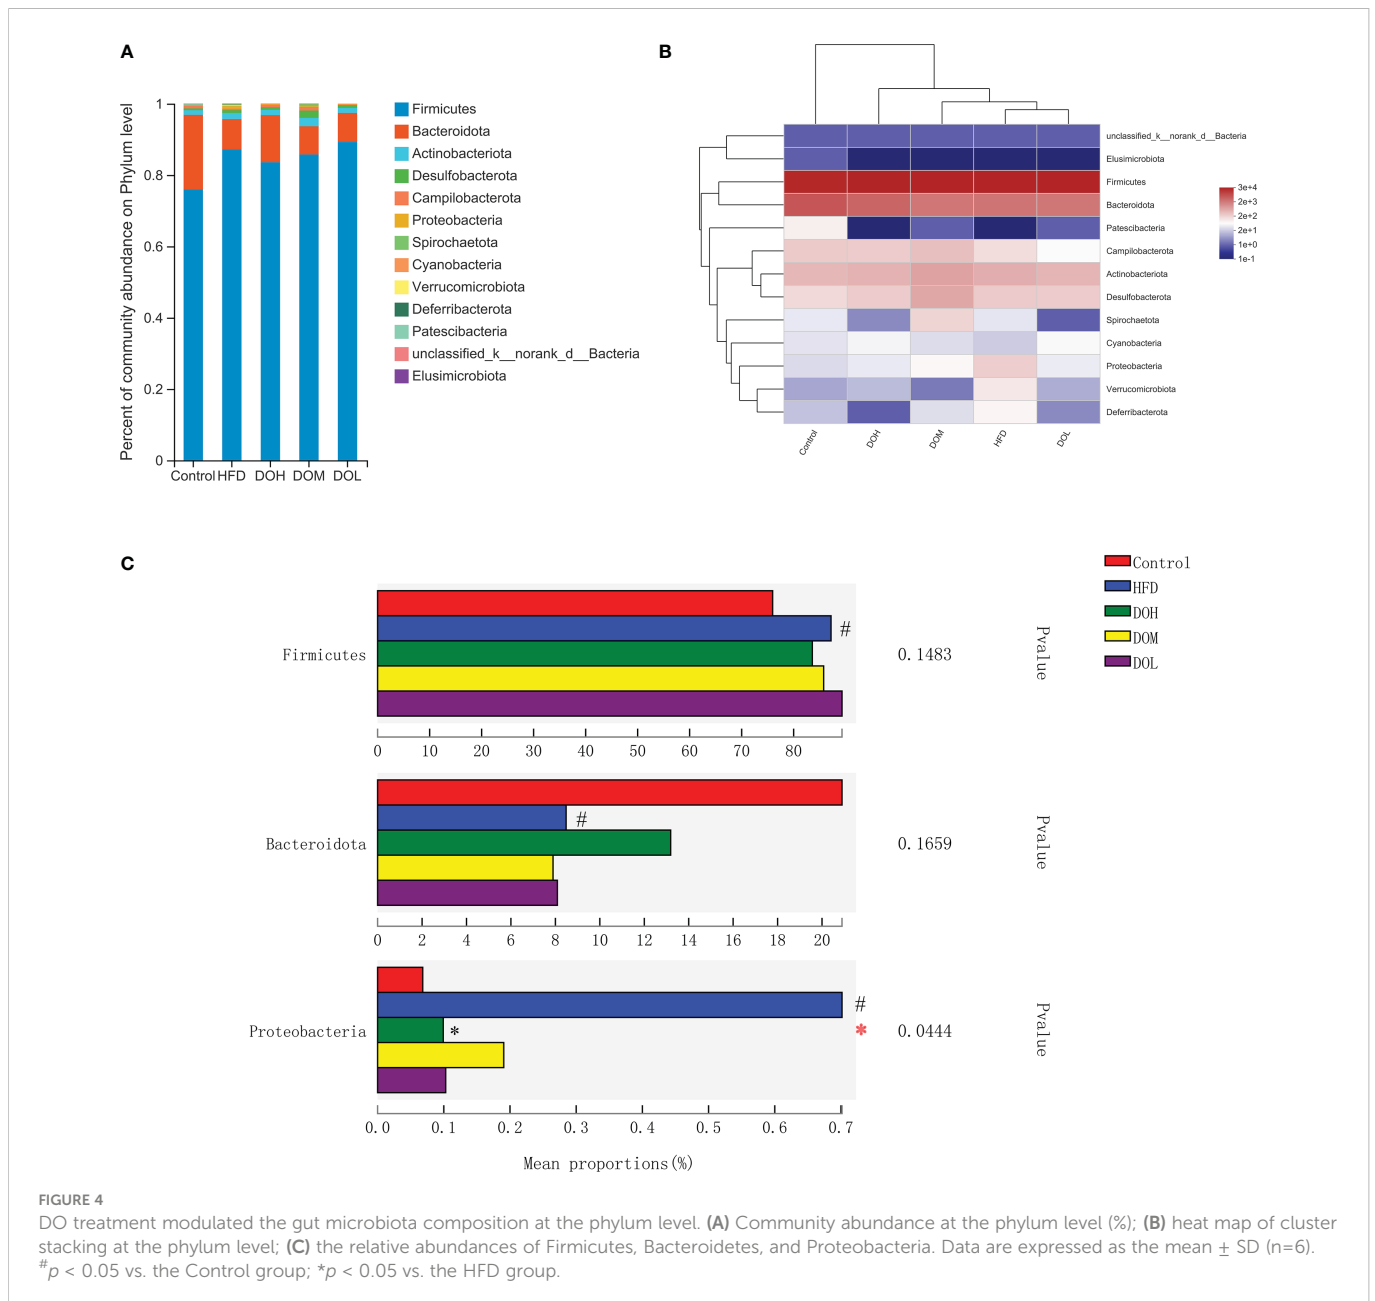 A
Percent of community abundance on Phylum level
1
0.8
0.6
0.4
0.2
0
Control HFD DOH DOM DOL
Firmicutes
Bacteroidota
Actinobacteriota
Desulfobacterota
Campilobacterota
Proteobacteria
Spirochaetota
Cyanobacteria
Verrucomicrobiota
Deferribacterota
Patescibacteria
unclassified_k__norank_d__Bacteria
Elusimicrobiota
B
unclassified_k__norank_d__Bacteria
Elusimicrobiota
Firmicutes
Bacteroidota
Patescibacteria
Campilobacterota
Actinobacteriota
Desulfobacterota
Spirochaetota
Cyanobacteria
Proteobacteria
Verrucomicrobiota
Deferribacterota
Control DOH DOM HFD DOL
3e+4
2e+3
2e+2
2e+1
1e+0
1e-1
C
Control
HFD
DOH
DOM
DOL
Firmicutes
#
0.1483
Pvalue
0 10 20 30 40 50 60 70 80
Bacteroidota
#
0.1659
Pvalue
0 2 4 6 8 10 12 14 16 18 20
Proteobacteria
#
*
*
0.0444
Pvalue
0.0 0.1 0.2 0.3 0.4 0.5 0.6 0.7
Mean proportions(%)
FIGURE 4
DO treatment modulated the gut microbiota composition at the phylum level. (A) Community abundance at the phylum level (%); (B) heat map of cluster
stacking at the phylum level; (C) the relative abundances of Firmicutes, Bacteroidetes, and Proteobacteria. Data are expressed as the mean ± SD (n=6).
#p < 0.05 vs. the Control group; *p < 0.05 vs. the HFD group.